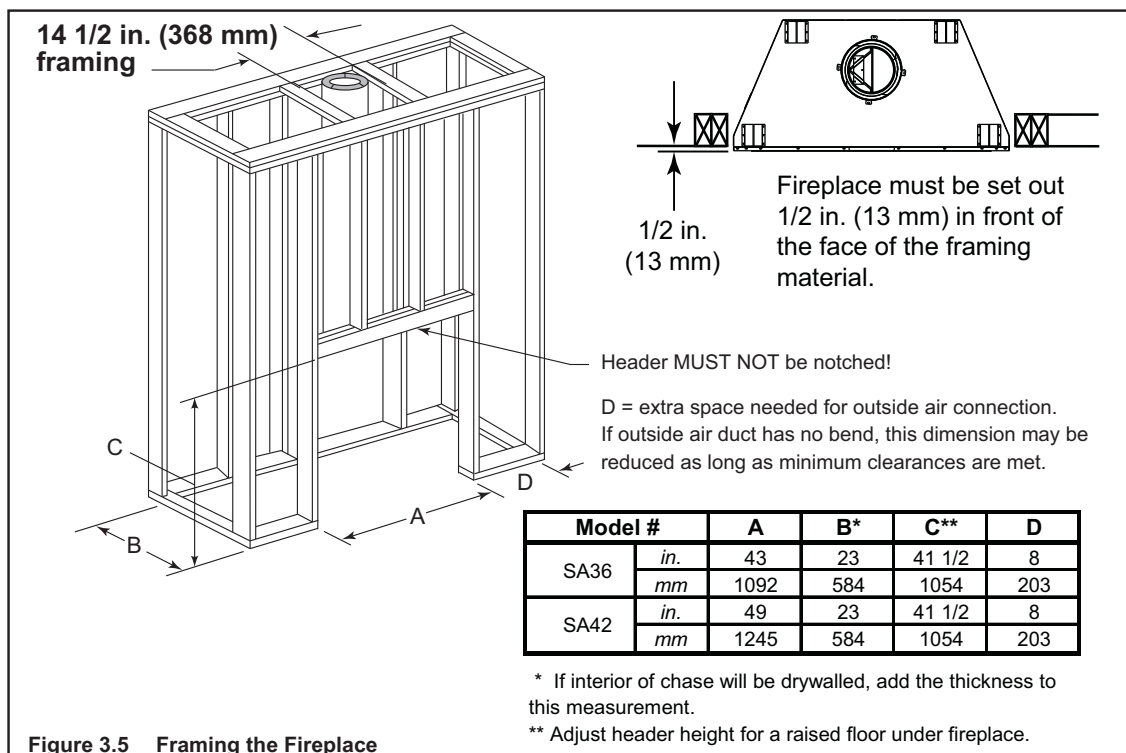 14 1/2 in. (368 mm)
framing
1/2 in.
(13 mm)
Fireplace must be set out
1/2 in. (13 mm) in front of
the face of the framing
material.
Header MUST NOT be notched!
D = extra space needed for outside air connection.
If outside air duct has no bend, this dimension may be
reduced as long as minimum clearances are met.
C
D
A
B
Model # A B* C** D
SA36 in. 43 23 41 1/2 8
mm 1092 584 1054 203
SA42 in. 49 23 41 1/2 8
mm 1245 584 1054 203
* If interior of chase will be drywalled, add the thickness to
this measurement.
** Adjust header height for a raised floor under fireplace.
Figure 3.5 Framing the Fireplace